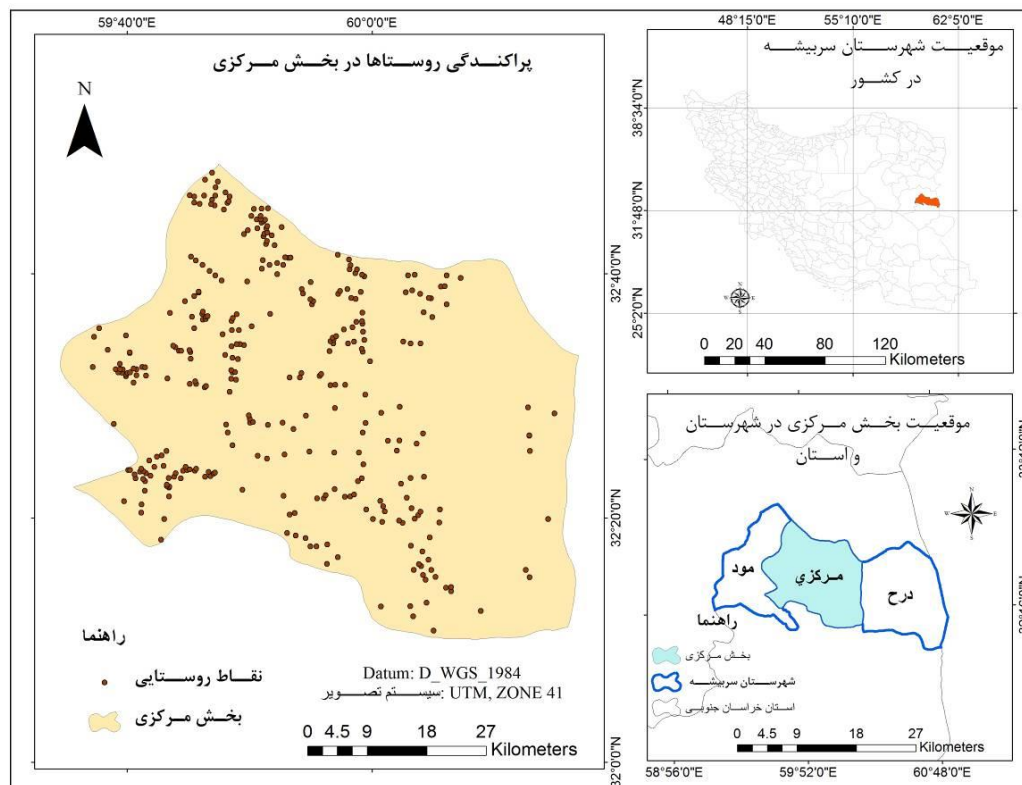 59°40'0"E
60°0'0"E
پراکندگی روستاها در بخش مرکزی
N
32°40'0"N
32°20'0"N
32°0'0"N
راهنما
نقاط روستایی
بخش مرکزی
Datum: D_WGS_1984
سیستم تصویر: UTM, ZONE 41
0 4.5 9 18 27
Kilometers
48°15'0"E
55°10'0"E
62°5'0"E
موقعیت شهرستان سربیشه
در کشور
38°34'0"N
31°48'0"N
25°2'0"N
N
W
E
S
0 20 40 80 120
Kilometers
موقعیت بخش مرکزی در شهرستان
و استان
N
W
E
S
مود
مرکزي
درح
راهنما
بخش مرکزی
شهرستان سربیشه
استان خراسان جنوبی
0 4.5 9 18 27
Kilometers
58°56'0"E
59°52'0"E
60°48'0"E